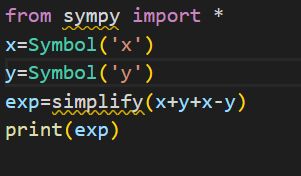 from sympy import *
x=Symbol('x')
y=Symbol('y')
exp=simplify(x+y+x-y)
print(exp)